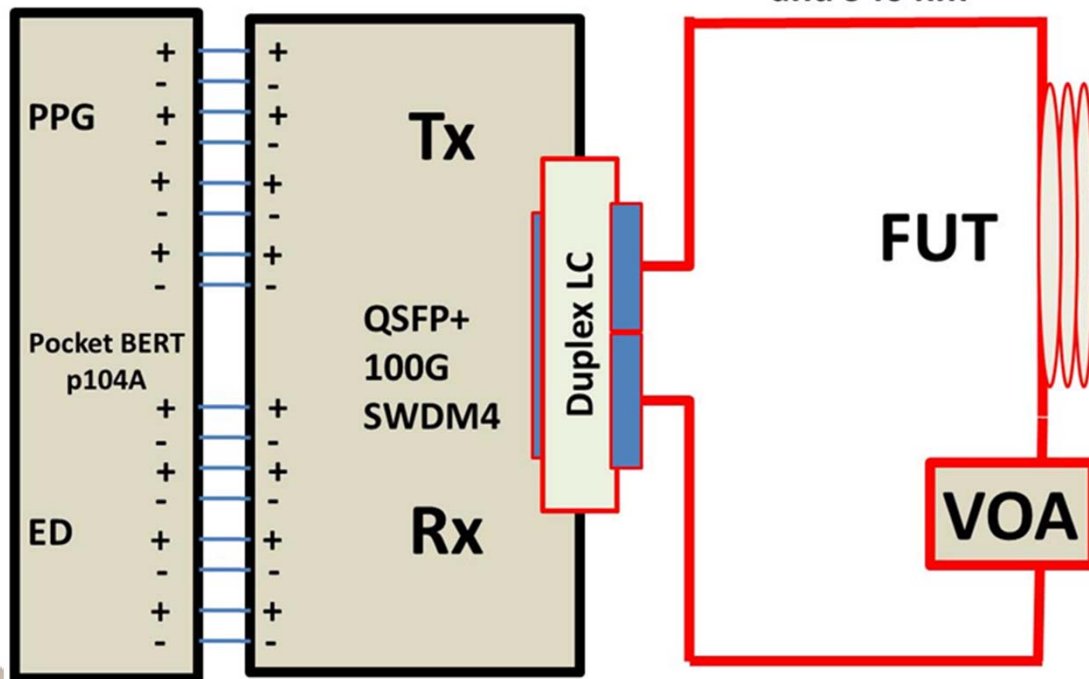 PPG
+ +
- -
+ +
- -
+ +
- -
+ +
- -
Pocket BERT
p104A
ED
+ +
- -
+ +
- -
+ +
- -
+ +
- -
Tx
QSFP+
100G
SWDM4
Rx
Duplex LC
FUT
VOA